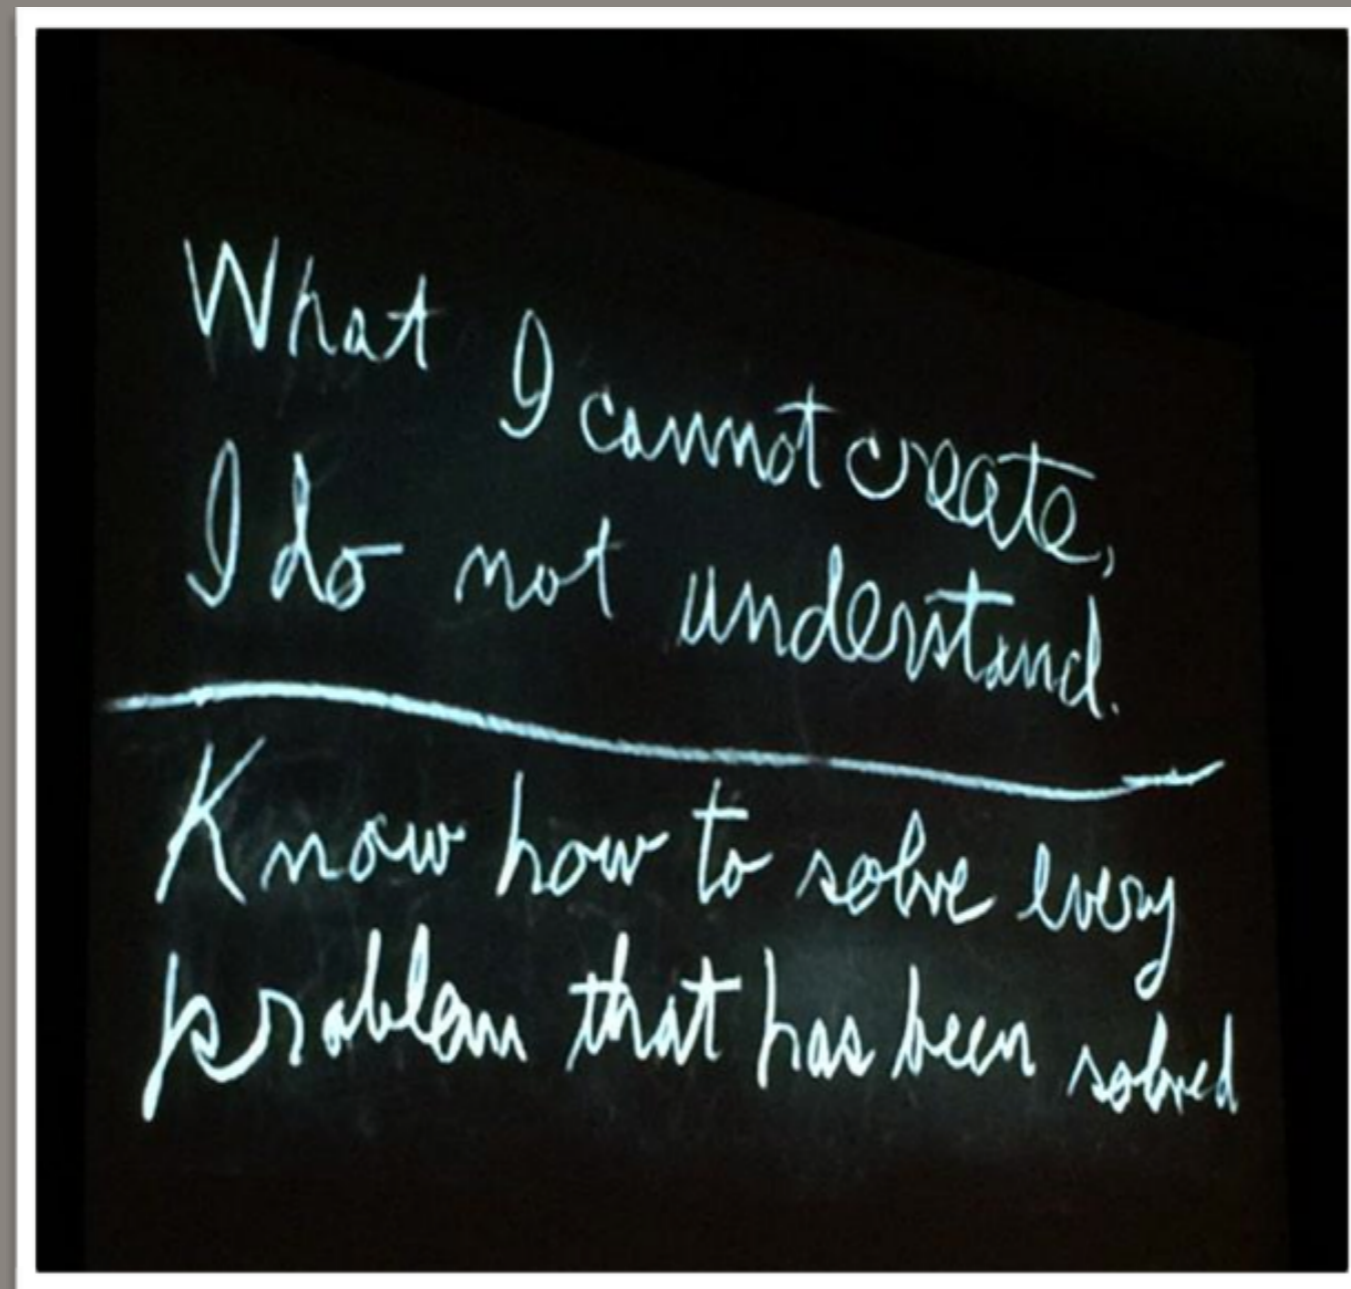 What I cannot create,
I do not understand.
Know how to solve every
problem that has been solved